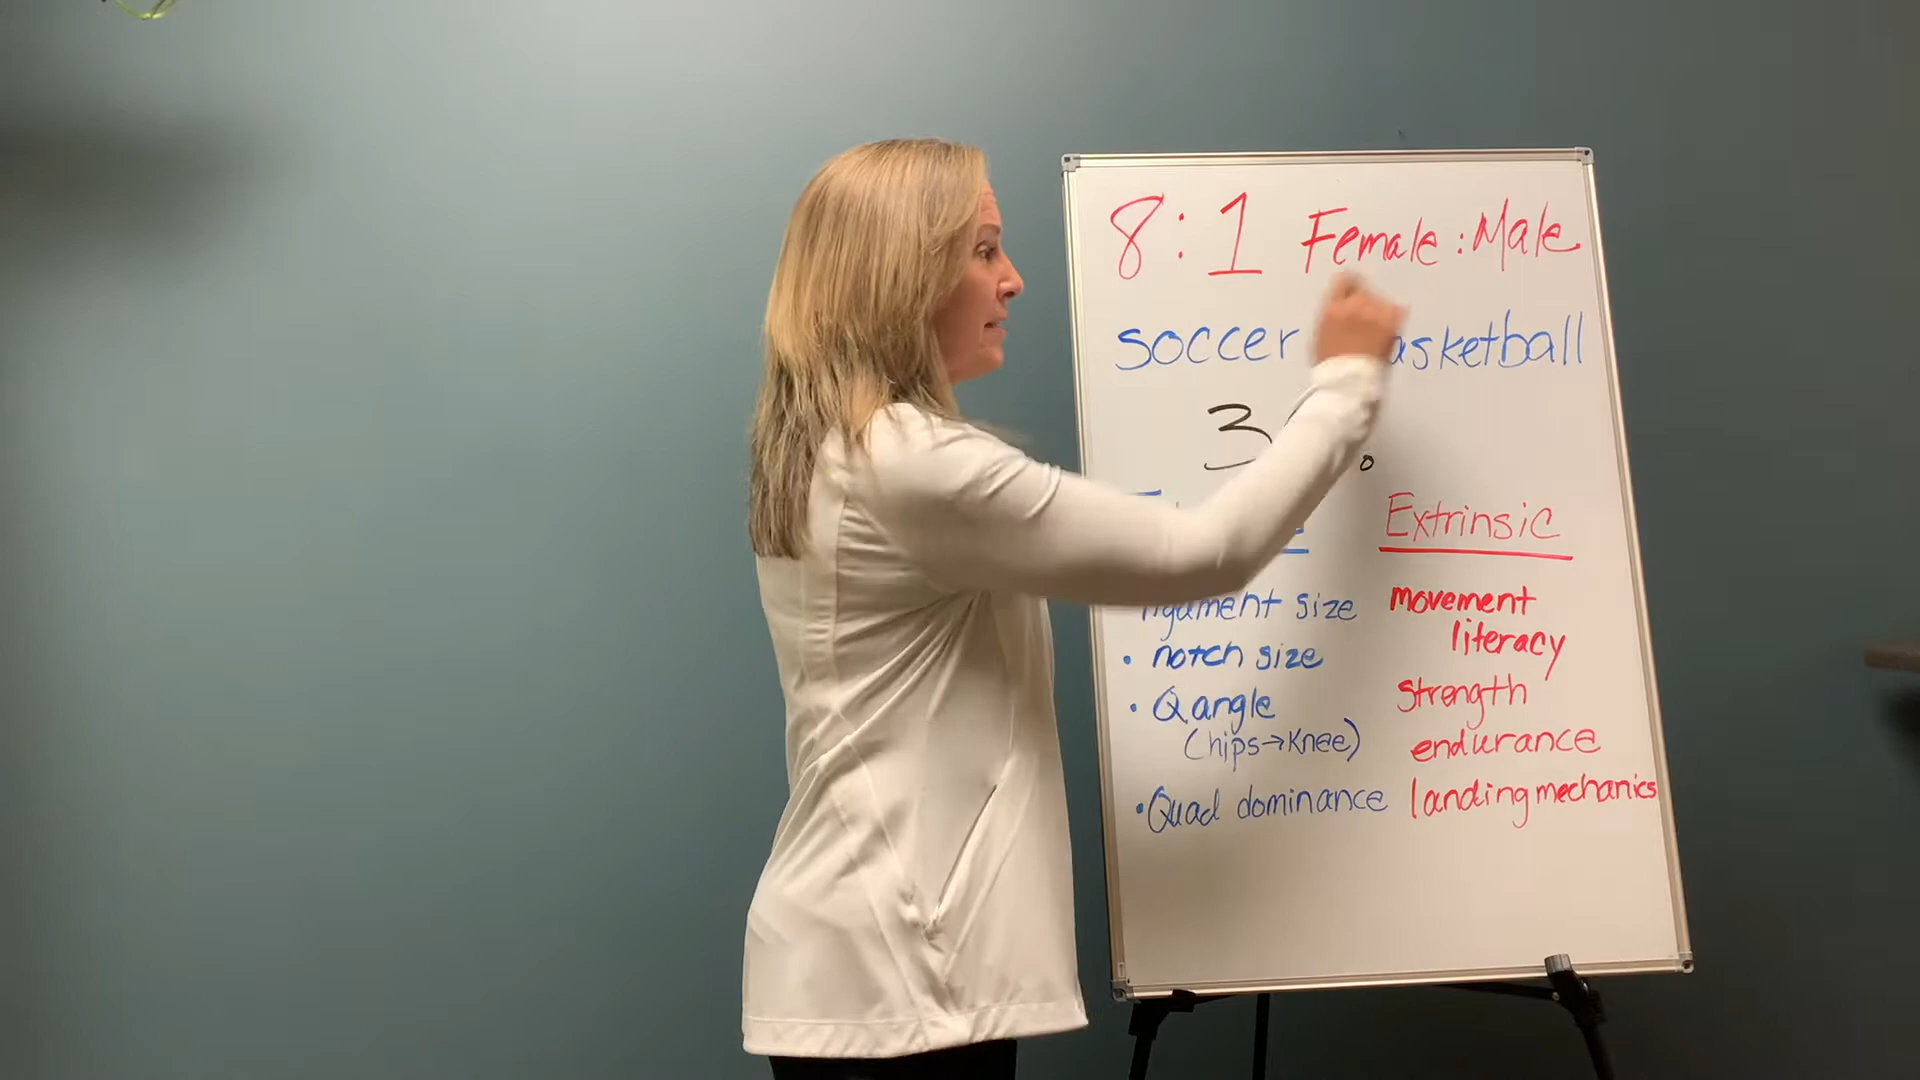 8:1 Female:Male
soccer asketball
3
Extrinsic
ligament size
• notch size
• Q angle
(hips→knee)
• Quad dominance
movement
literacy
strength
endurance
landing mechanics